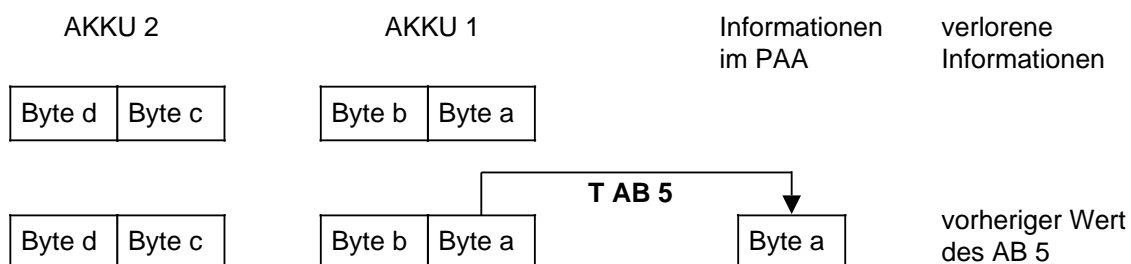 AKKU 2 AKKU 1 Informationen verlorene
im PAA Informationen
Byte d Byte c Byte b Byte a
T AB 5
vorheriger Wert
Byte d Byte c Byte b Byte a Byte a
des AB 5